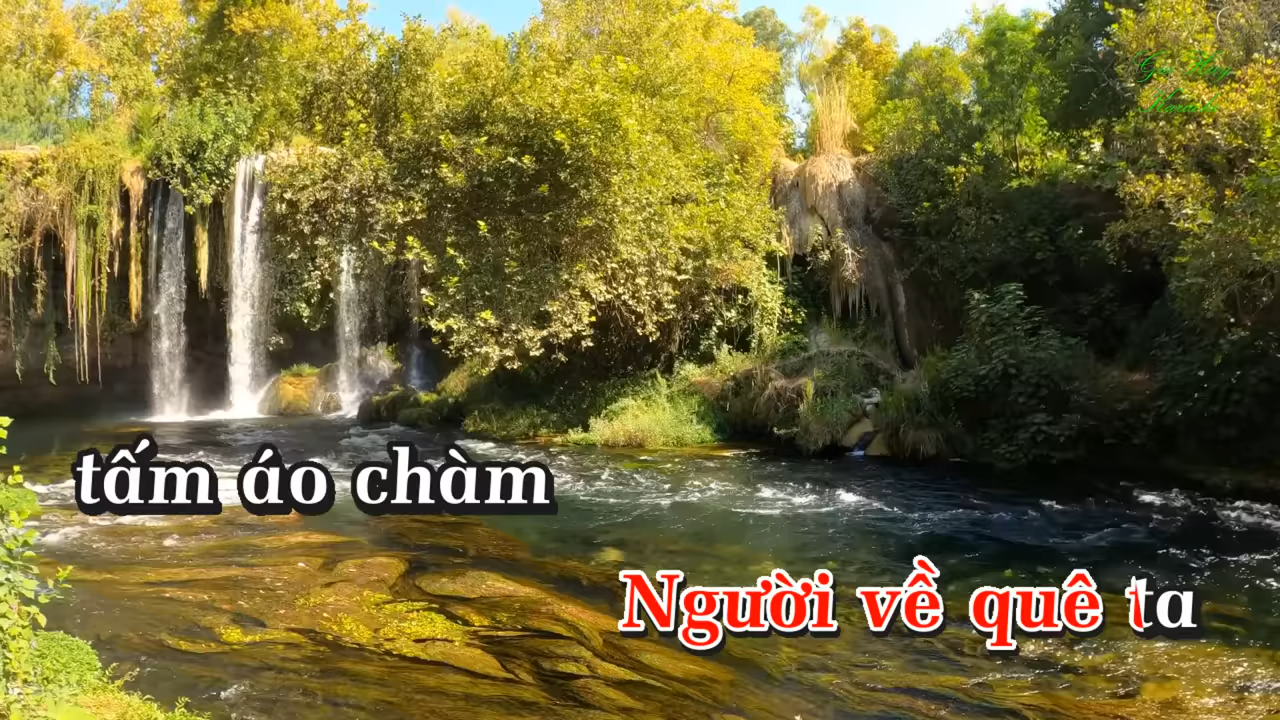 tấm áo chàm
Người về quê ta